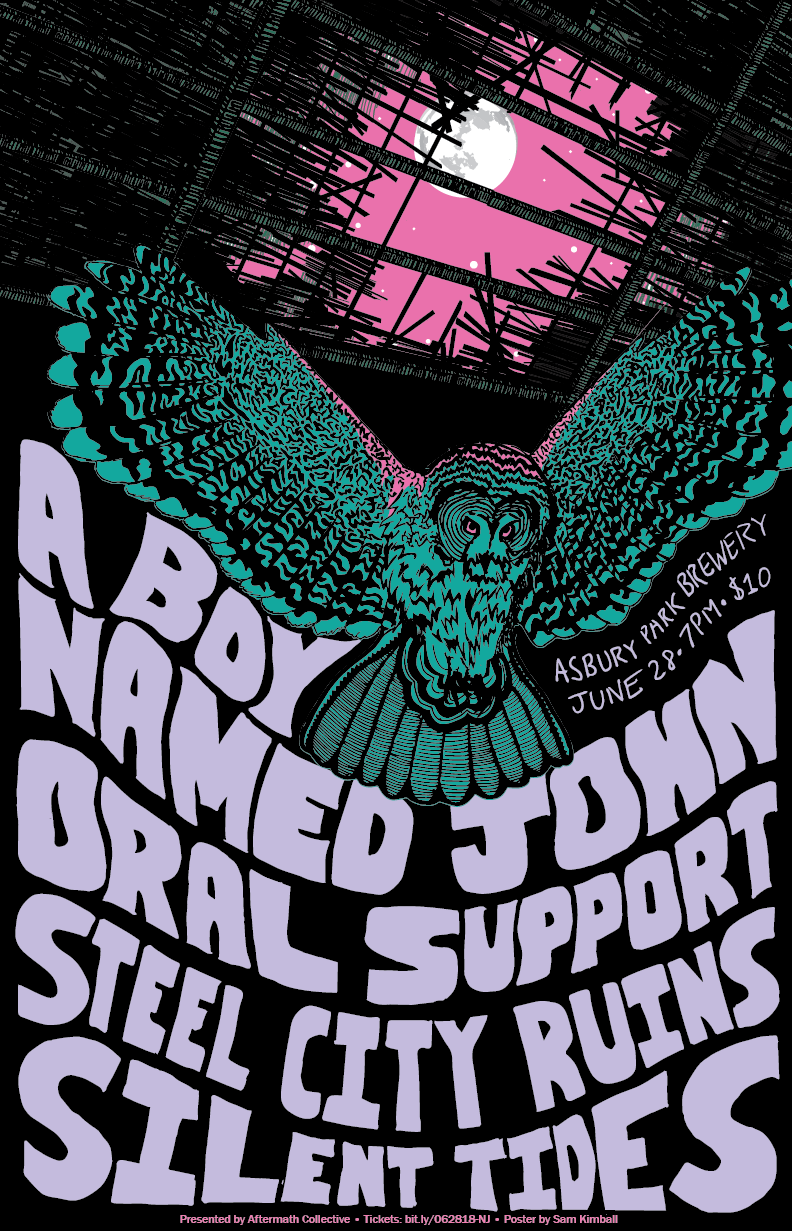 ASBURY PARK BREWERY
JUNE 28 • 7PM • $10
A BOY
NAMED JOHN
ORAL SUPPORT
STEEL CITY RUINS
SILENT TIDES
Presented by Aftermath Collective • Tickets: bit.ly/062818-NJ • Poster by Sam Kimball